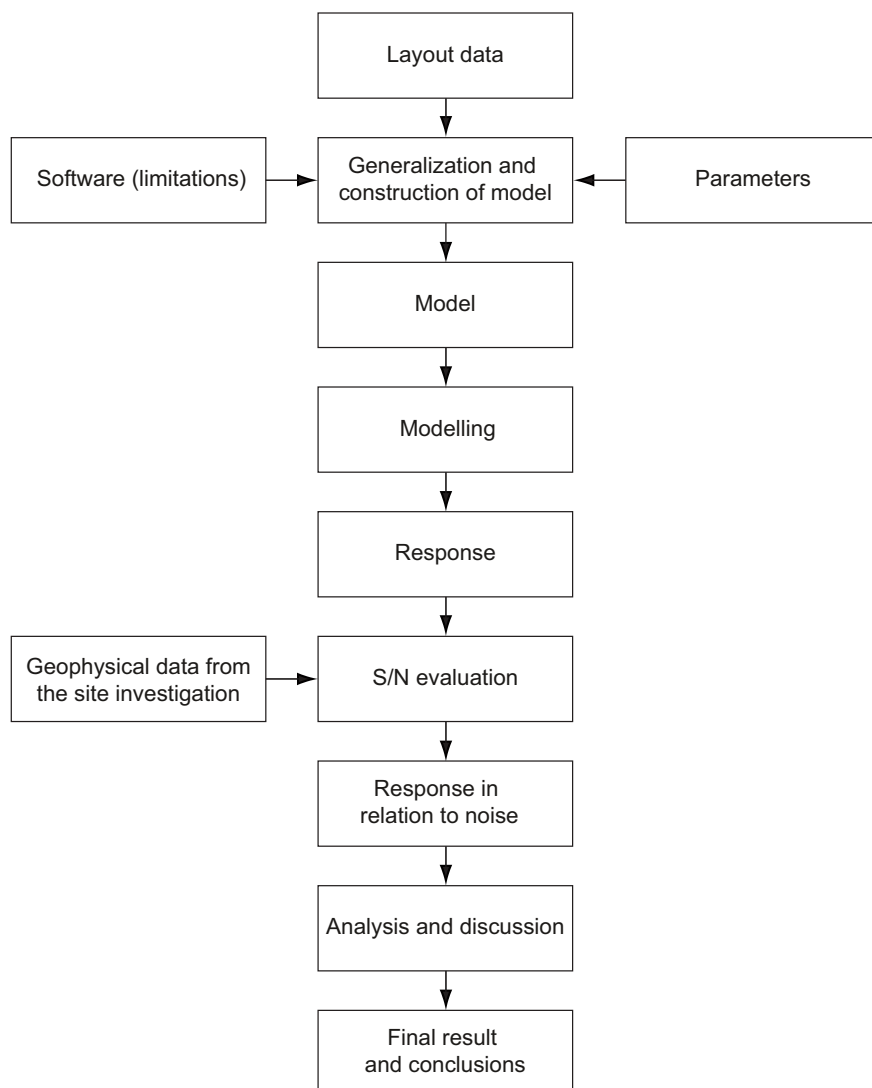 Layout data
Software (limitations)
Generalization and
construction of model
Parameters
Model
Modelling
Response
Geophysical data from
the site investigation
S/N evaluation
Response in
relation to noise
Analysis and discussion
Final result
and conclusions